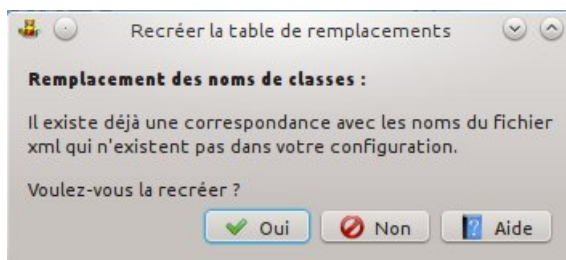 Recréer la table de remplacements
Remplacement des noms de classes :
Il existe déjà une correspondance avec les noms du fichier
xml qui n'existent pas dans votre configuration.
Voulez-vous la recréer ?
Oui Non Aide